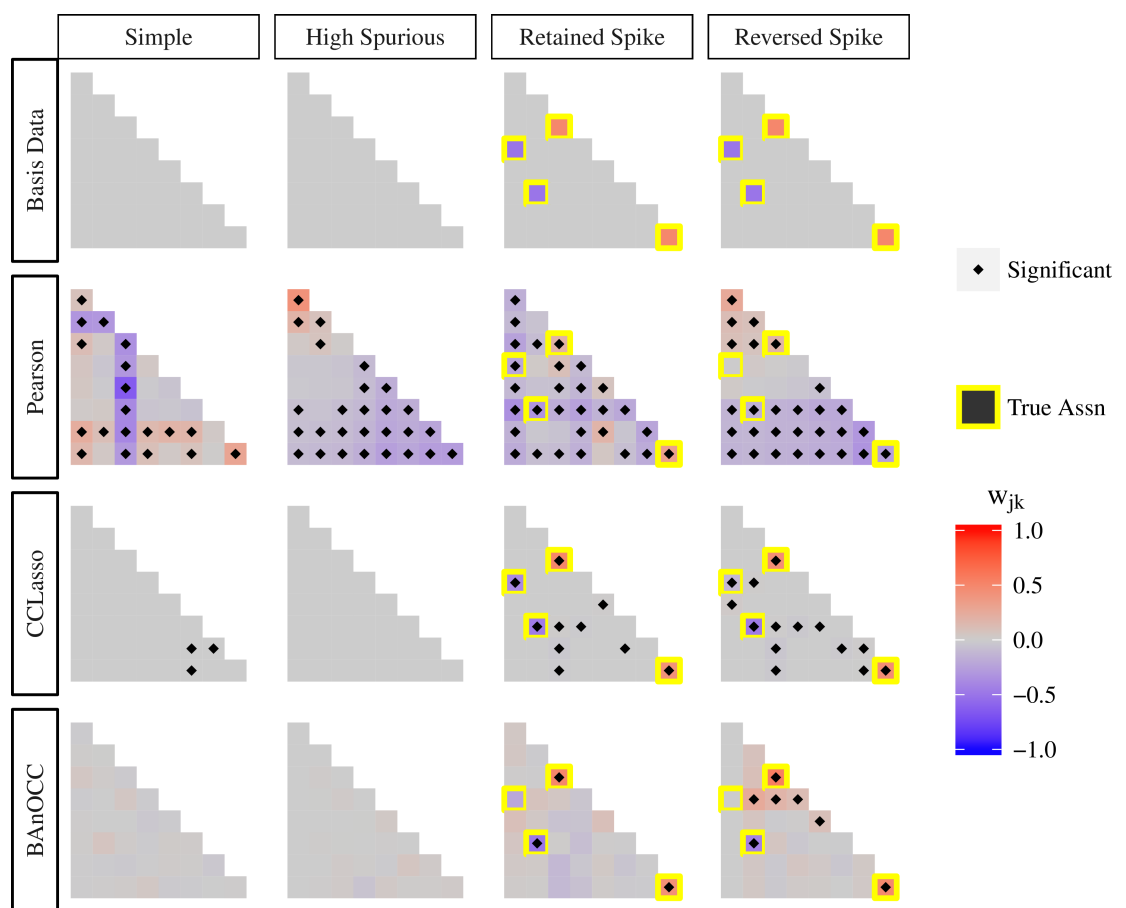 Simple
High Spurious
Retained Spike
Reversed Spike
Basis Data
Pearson
CCLasso
BAnOCC
Significant
True Assn
wjk
1.0
0.5
0.0
−0.5
−1.0